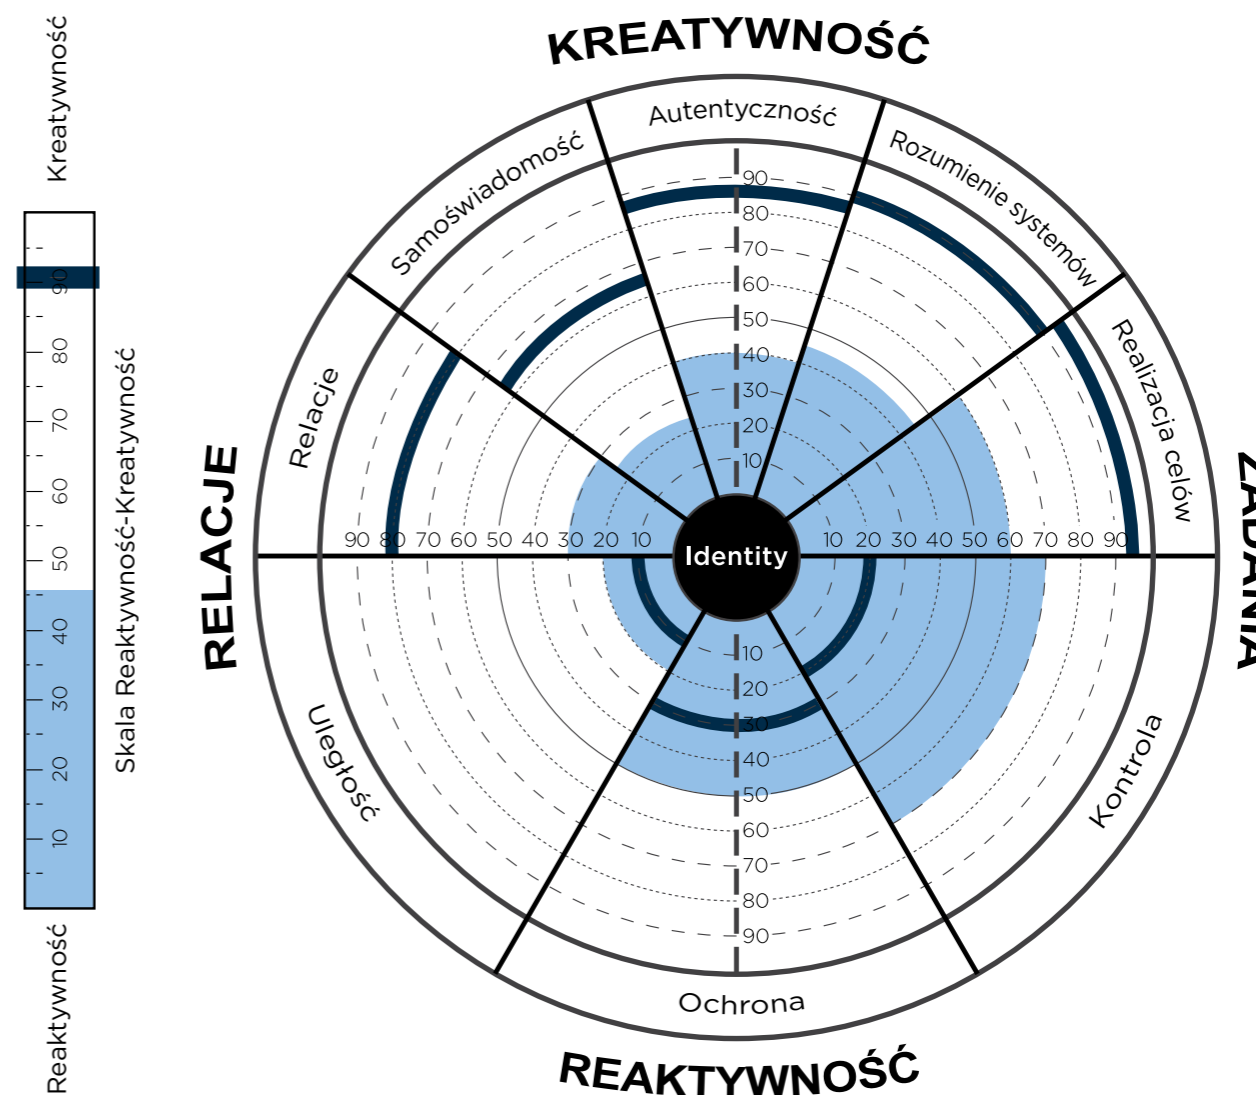 KREATYWNOŚĆ
Kreatywność
90
80
70
60
50
40
30
20
10
Reaktywność
Skala Reaktywność-Kreatywność
Autentyczność
Samoświadomość
Rozumienie systemów
Relacje
Realizacja celów
RELACJE
ZADANIA
90
80
70
60
50
40
30
20
10
90 80 70 60 50 40 30 20 10
Identity
10 20 30 40 50 60 70 80 90
10
20
30
40
50
60
70
80
90
Uległość
Kontrola
Ochrona
REAKTYWNOŚĆ